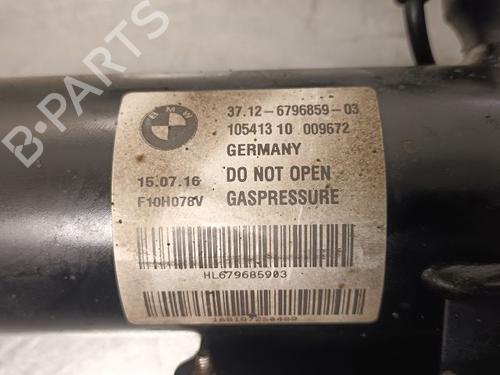 B-PARTS
BMW
37.12-6796859-03
105413 10 009672
GERMANY
15.07.16 DO NOT OPEN
F10H078V GASPRESSURE
HL679685903